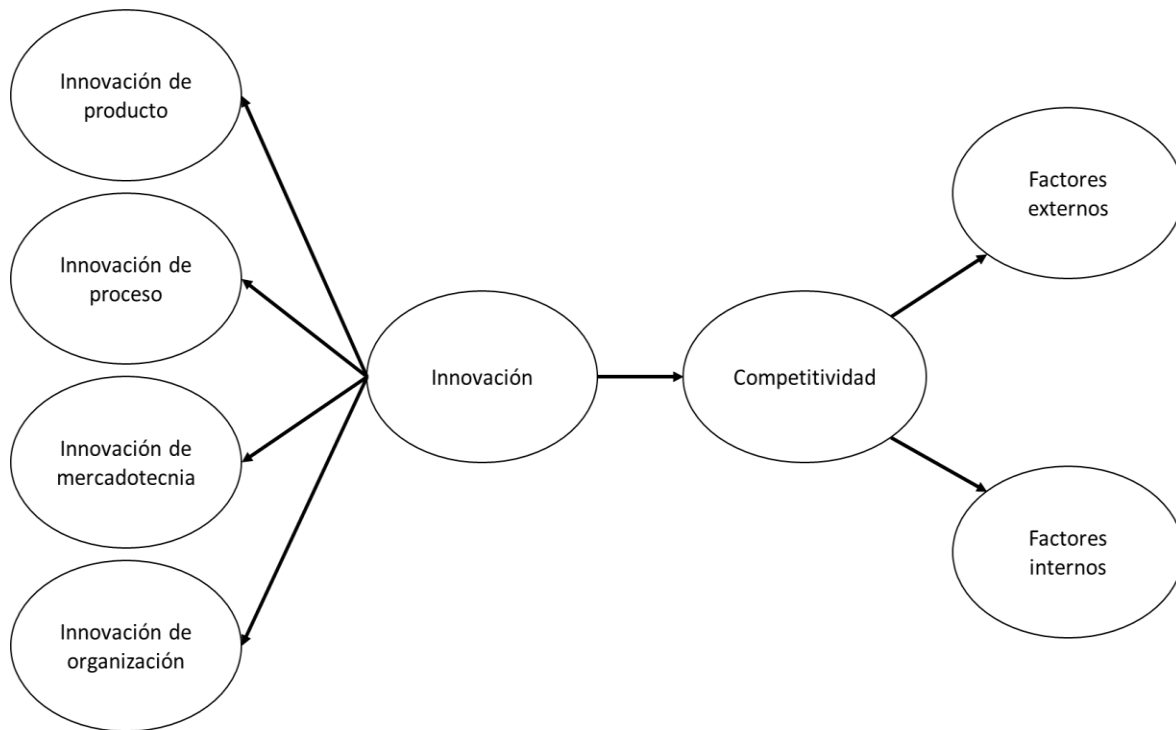 Innovación de
producto
Innovación de
proceso
Innovación de
mercadotecnia
Innovación de
organización
Innovación
Competitividad
Factores
externos
Factores
internos